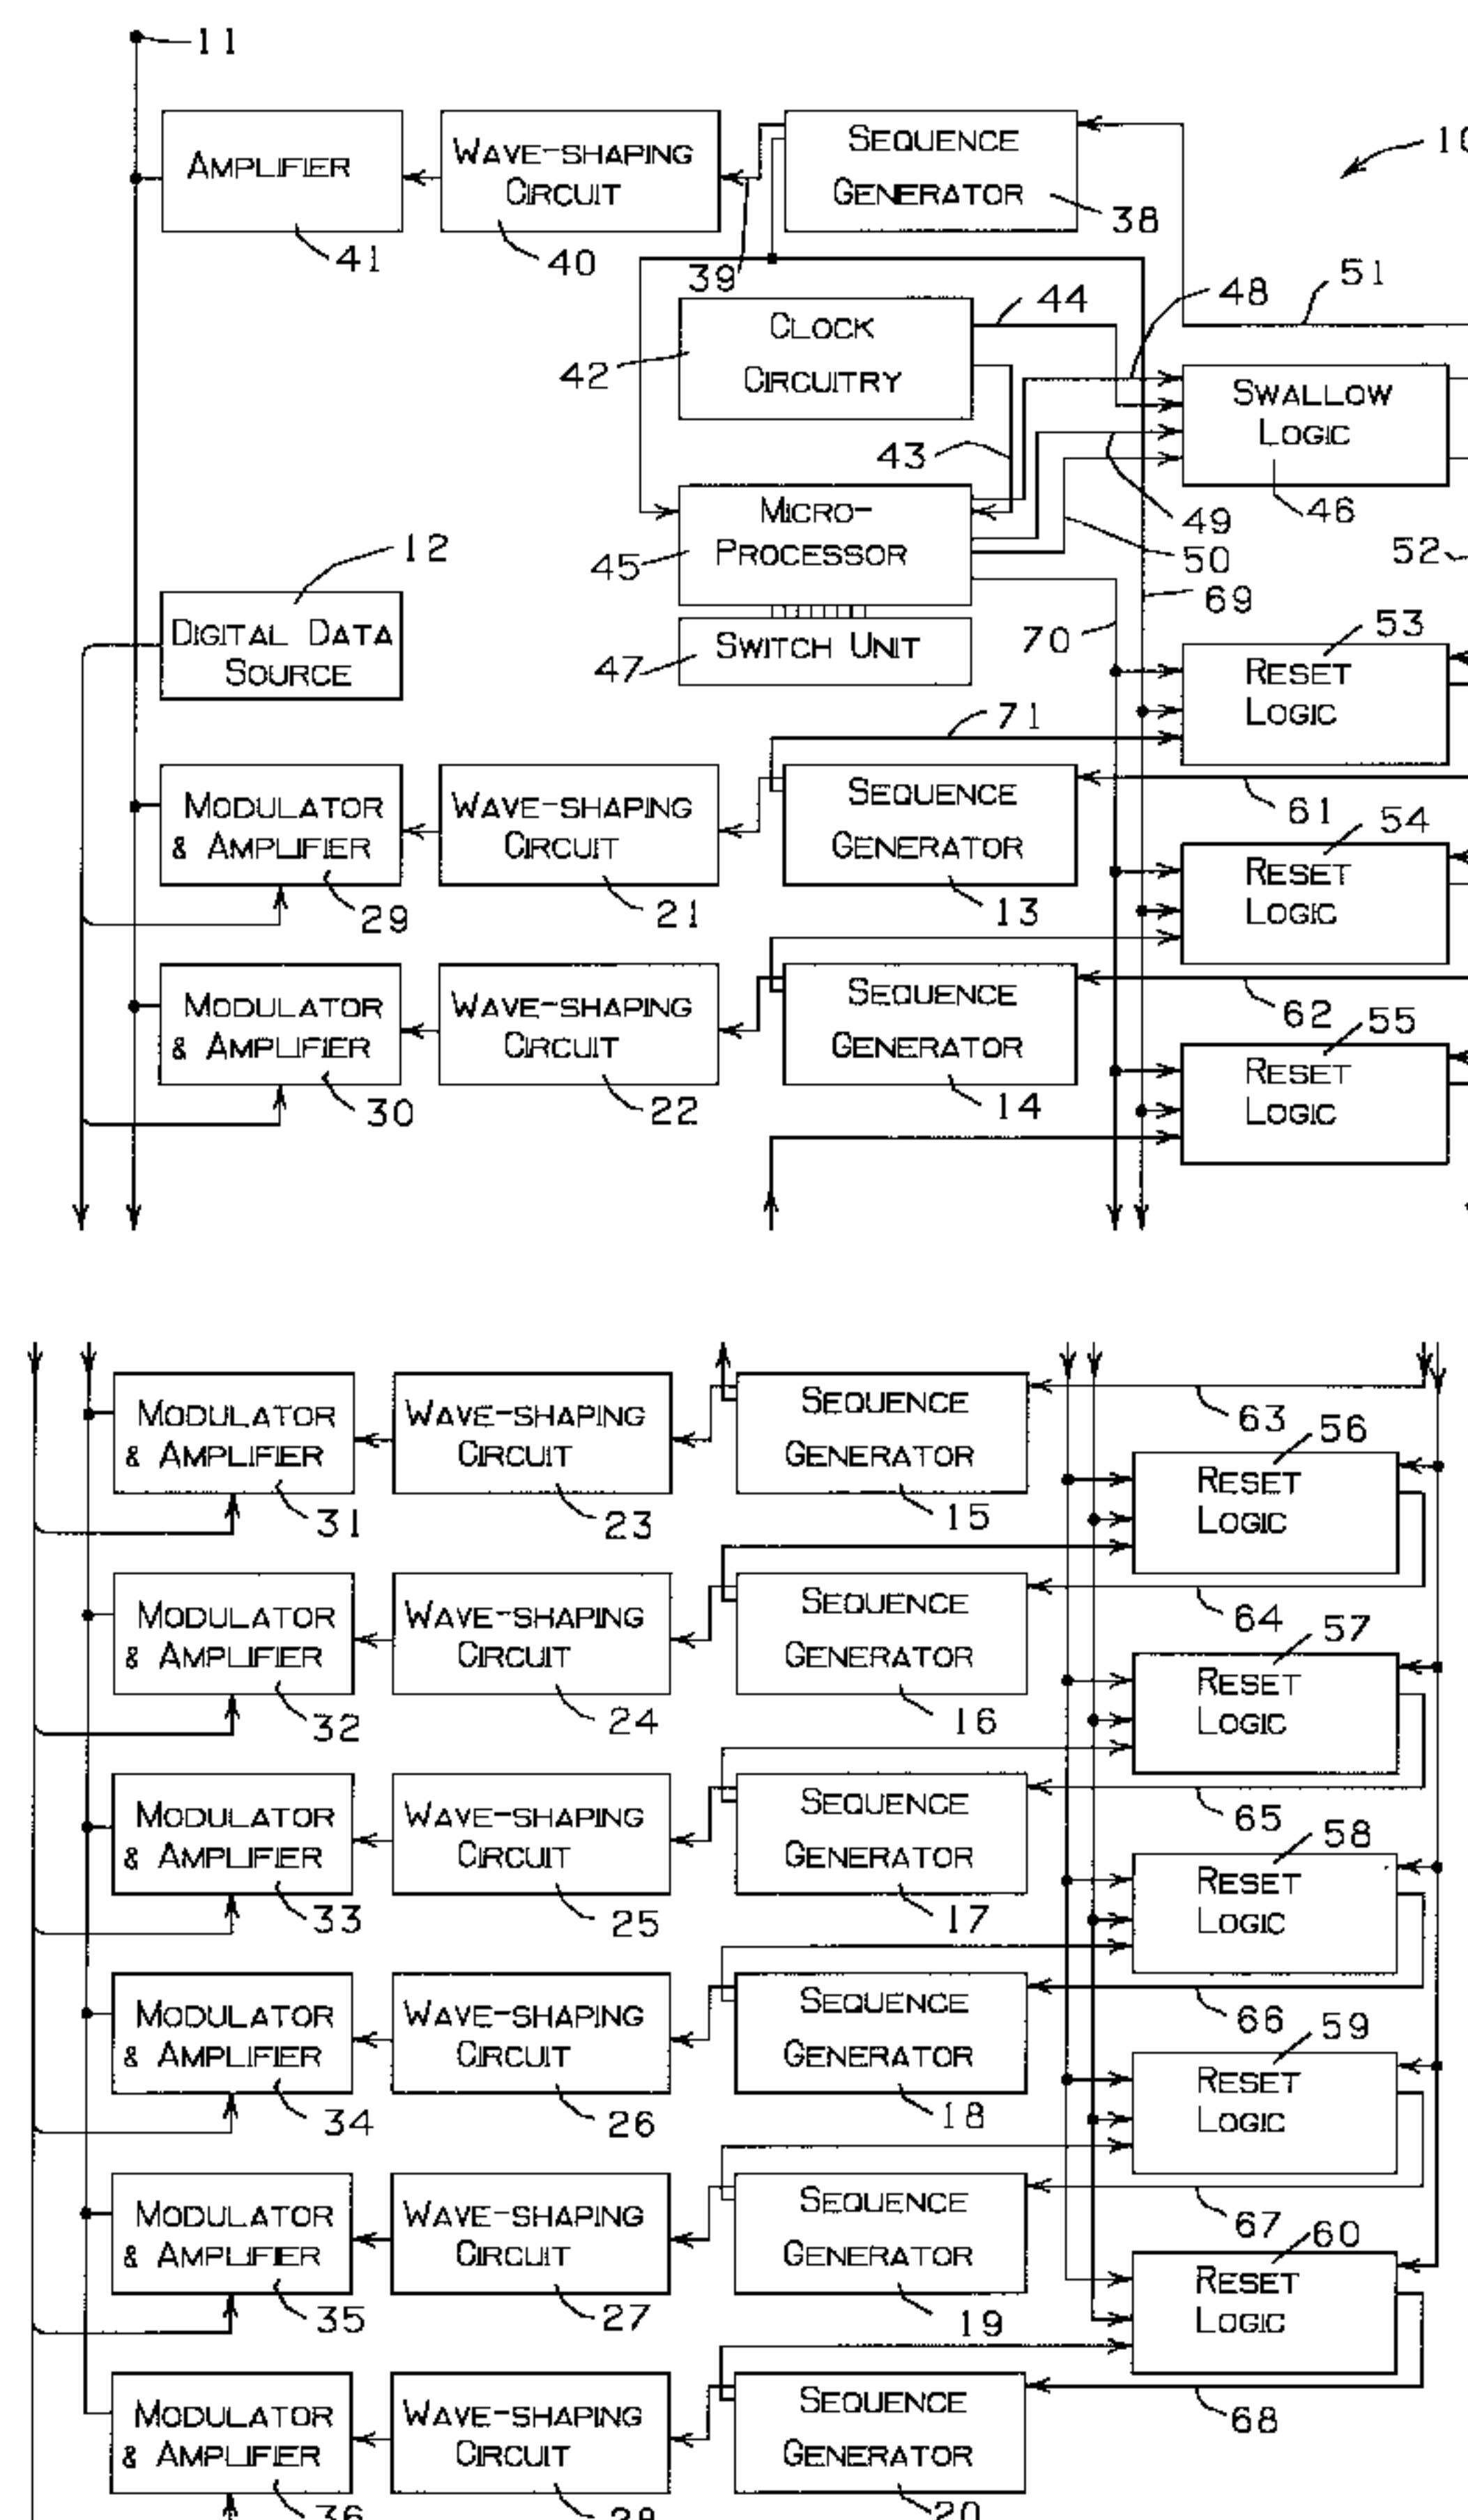 11
AMPLIFIER
WAVE-SHAPING
CIRCUIT
SEQUENCE
GENERATOR
38
41
40
39
CLOCK
CIRCUITRY
42
44
43
48
51
SWALLOW
LOGIC
46
49
50
52
MICRO-
PROCESSOR
45
SWITCH UNIT
47
69
70
12
DIGITAL DATA
SOURCE
53
RESET
LOGIC
71
MODULATOR
& AMPLIFIER
29
WAVE-SHAPING
CIRCUIT
21
SEQUENCE
GENERATOR
13
61
54
RESET
LOGIC
MODULATOR
& AMPLIFIER
30
WAVE-SHAPING
CIRCUIT
22
SEQUENCE
GENERATOR
14
62
55
RESET
LOGIC
MODULATOR
& AMPLIFIER
31
WAVE-SHAPING
CIRCUIT
23
SEQUENCE
GENERATOR
15
63
56
RESET
LOGIC
MODULATOR
& AMPLIFIER
32
WAVE-SHAPING
CIRCUIT
24
SEQUENCE
GENERATOR
16
64
57
RESET
LOGIC
MODULATOR
& AMPLIFIER
33
WAVE-SHAPING
CIRCUIT
25
SEQUENCE
GENERATOR
17
65
58
RESET
LOGIC
MODULATOR
& AMPLIFIER
34
WAVE-SHAPING
CIRCUIT
26
SEQUENCE
GENERATOR
18
66
59
RESET
LOGIC
MODULATOR
& AMPLIFIER
35
WAVE-SHAPING
CIRCUIT
27
SEQUENCE
GENERATOR
19
67
60
RESET
LOGIC
MODULATOR
& AMPLIFIER
WAVE-SHAPING
CIRCUIT
SEQUENCE
GENERATOR
68